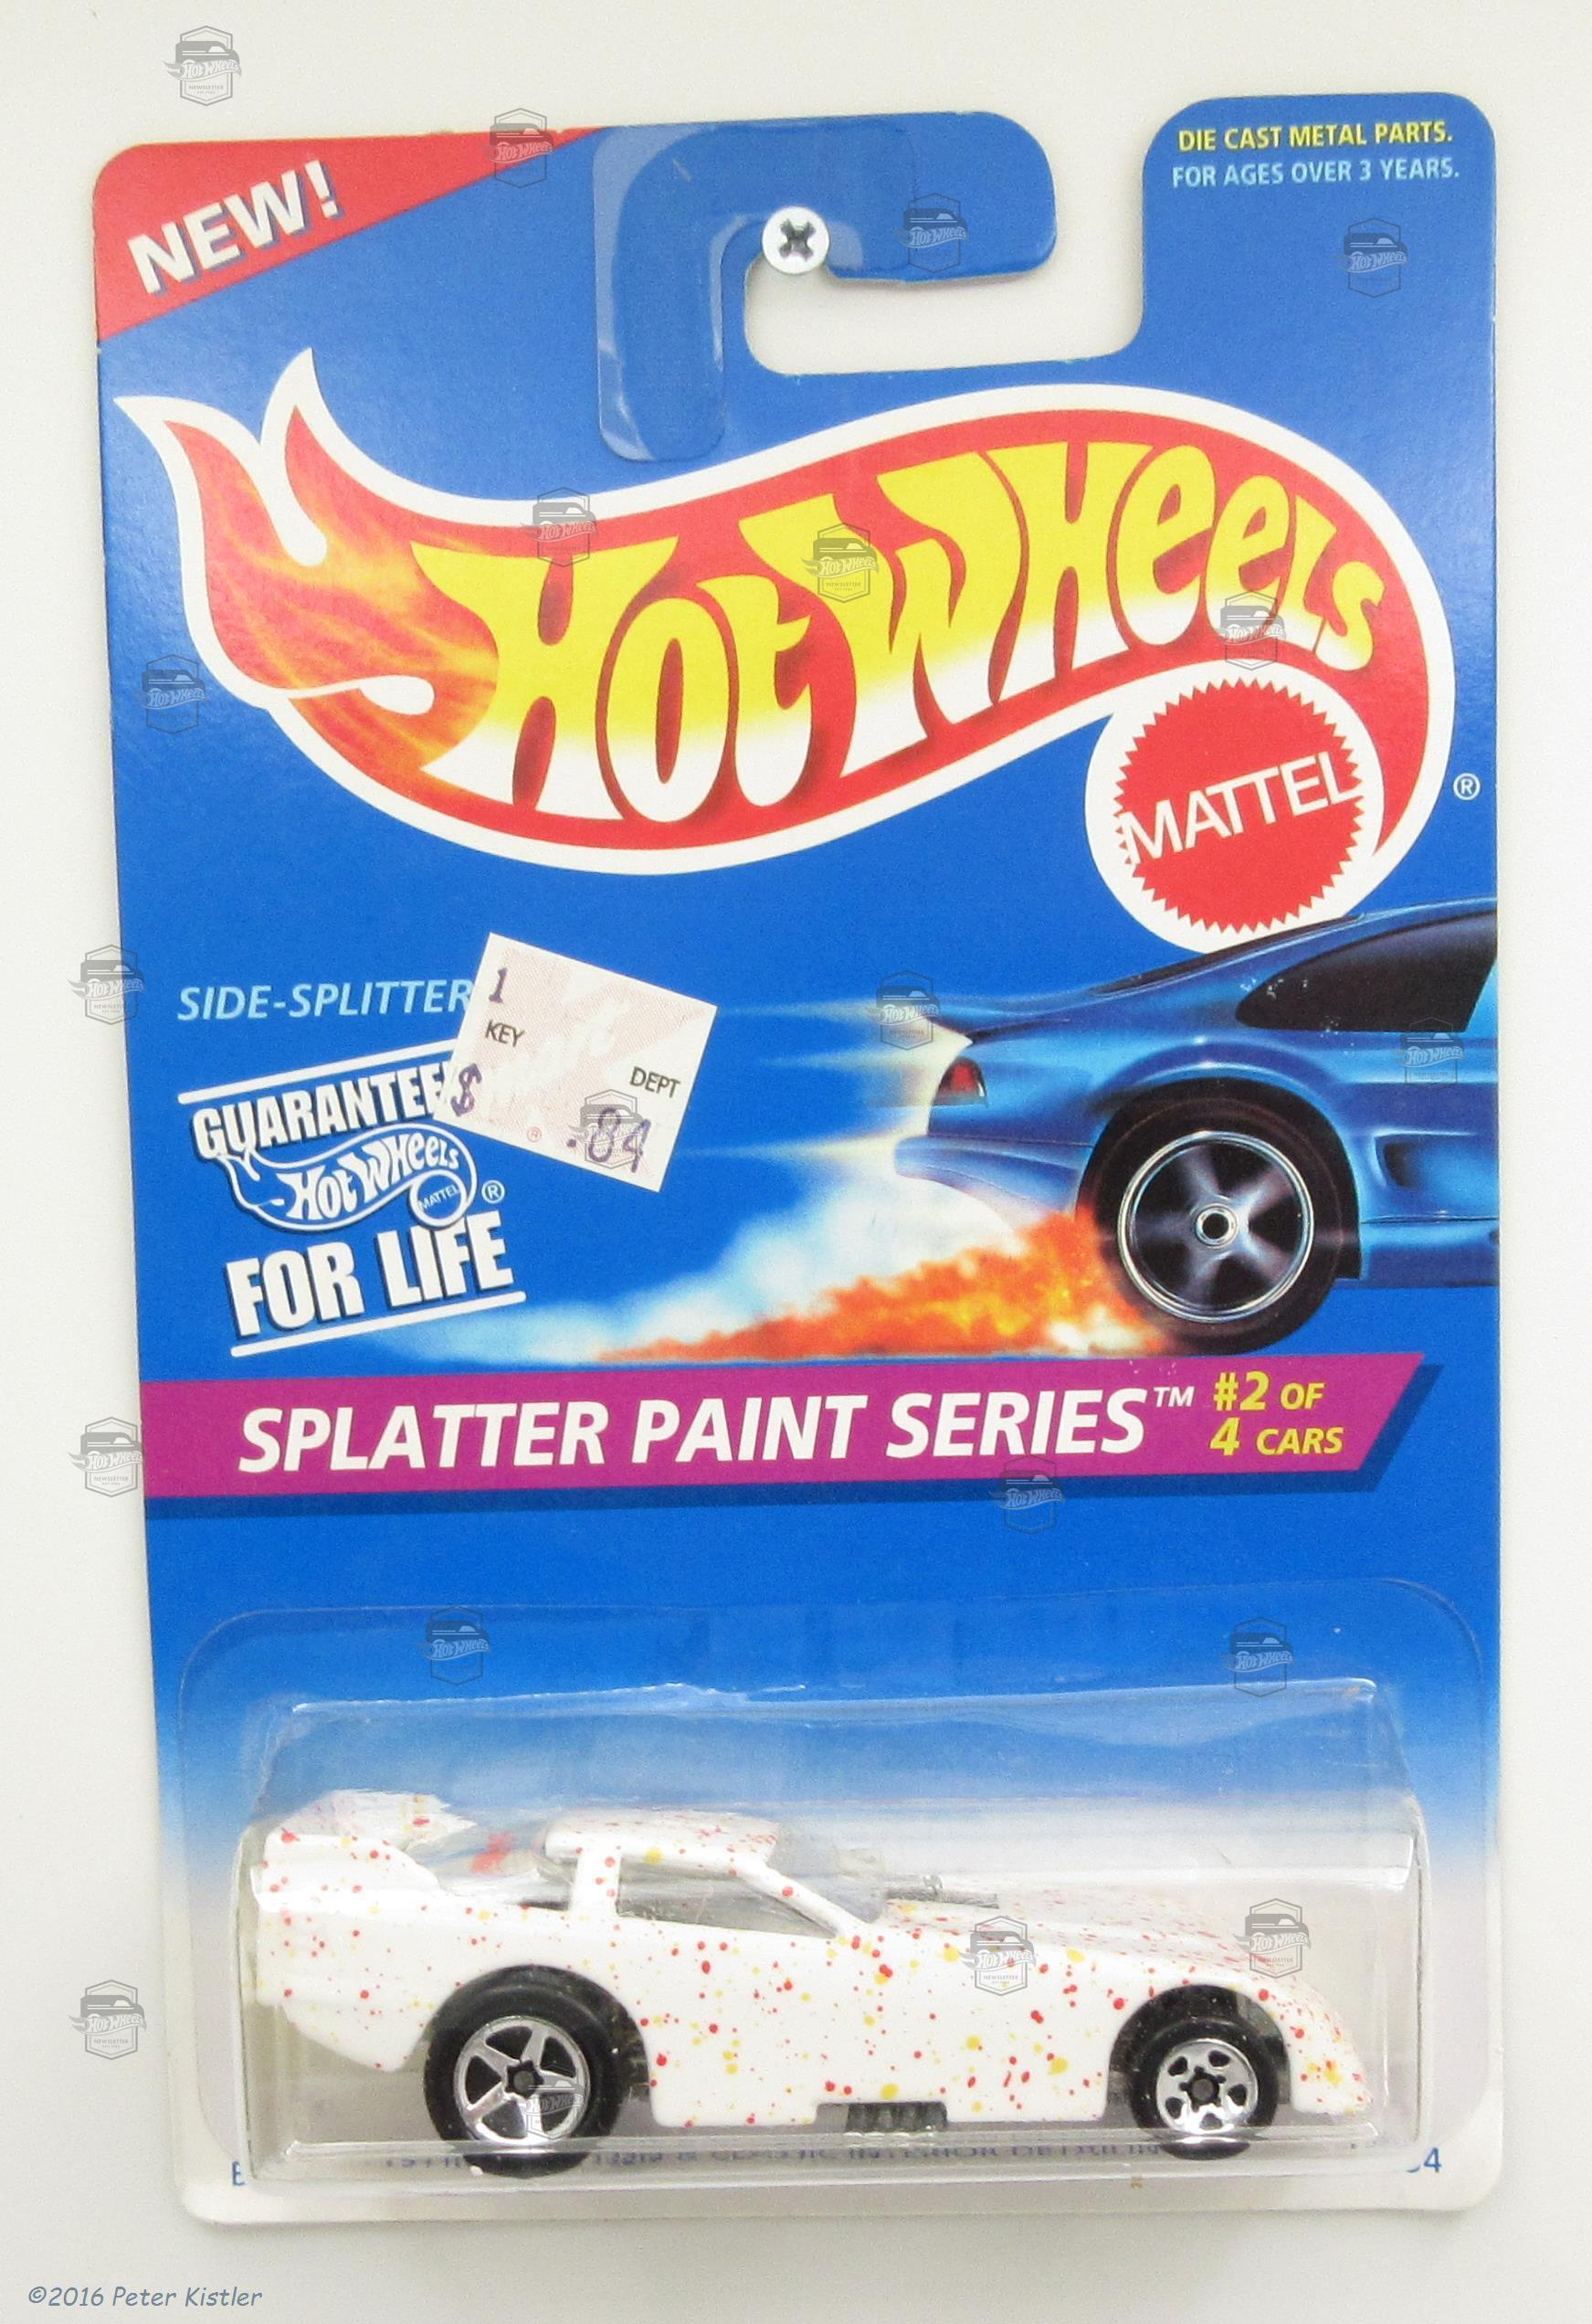 NEW!
DIE CAST METAL PARTS.
FOR AGES OVER 3 YEARS.
Hot Wheels
MATTEL
®
SIDE-SPLITTER
1
KEY
DEPT
$ .84
GUARANTEE
Hot Wheels
MATTEL
®
FOR LIFE
SPLATTER PAINT SERIES™
#2 OF
4 CARS
©2016 Peter Kistler